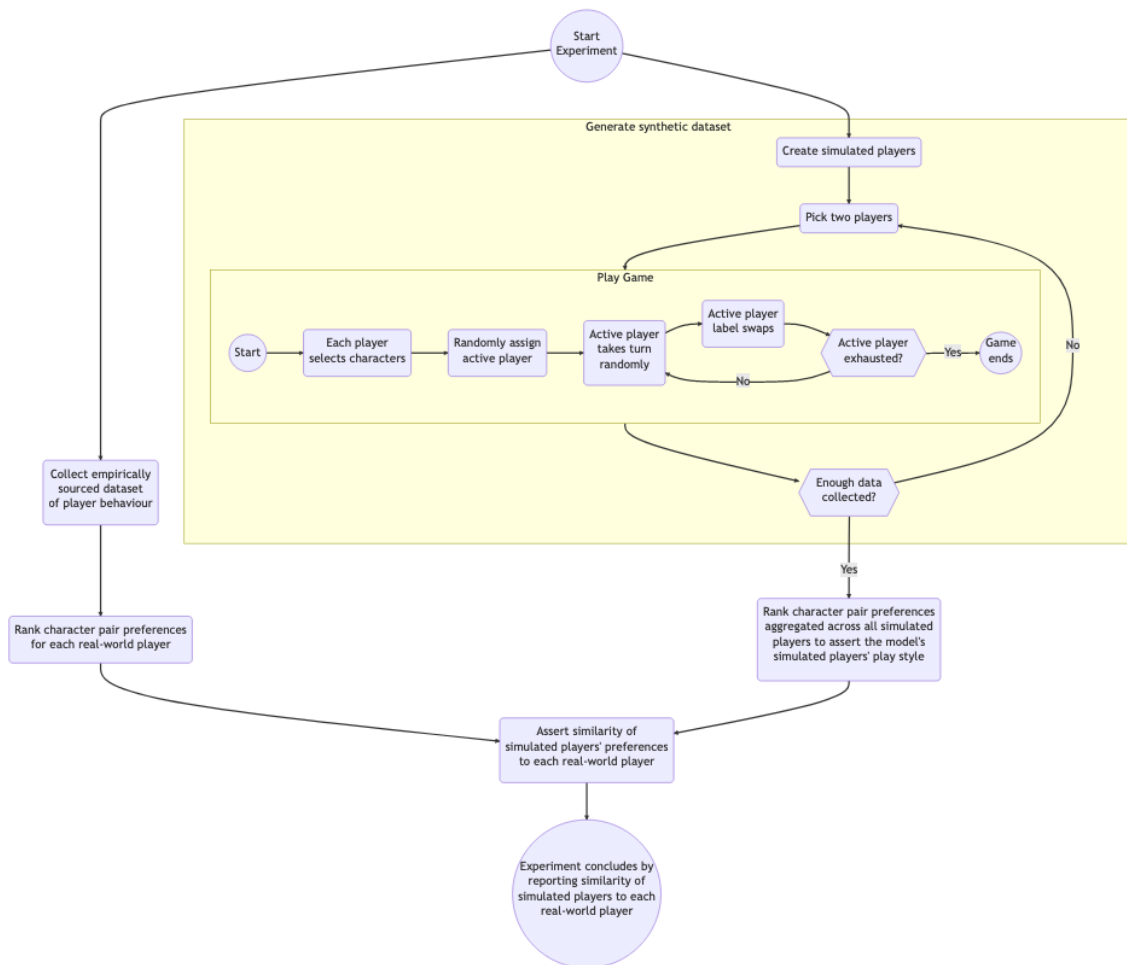 Start
Experiment
Generate synthetic dataset
Create simulated players
Pick two players
Play Game
Start
Each player
selects characters
Randomly assign
active player
Active player
takes turn
randomly
Active player
label swaps
Active player
exhausted?
Yes
No
Game
ends
No
Enough data
collected?
Yes
Collect empirically
sourced dataset
of player behaviour
Rank character pair preferences
for each real-world player
Rank character pair preferences
aggregated across all simulated
players to assert the model's
simulated players' play style
Assert similarity of
simulated players' preferences
to each real-world player
Experiment concludes by
reporting similarity of
simulated players to each
real-world player